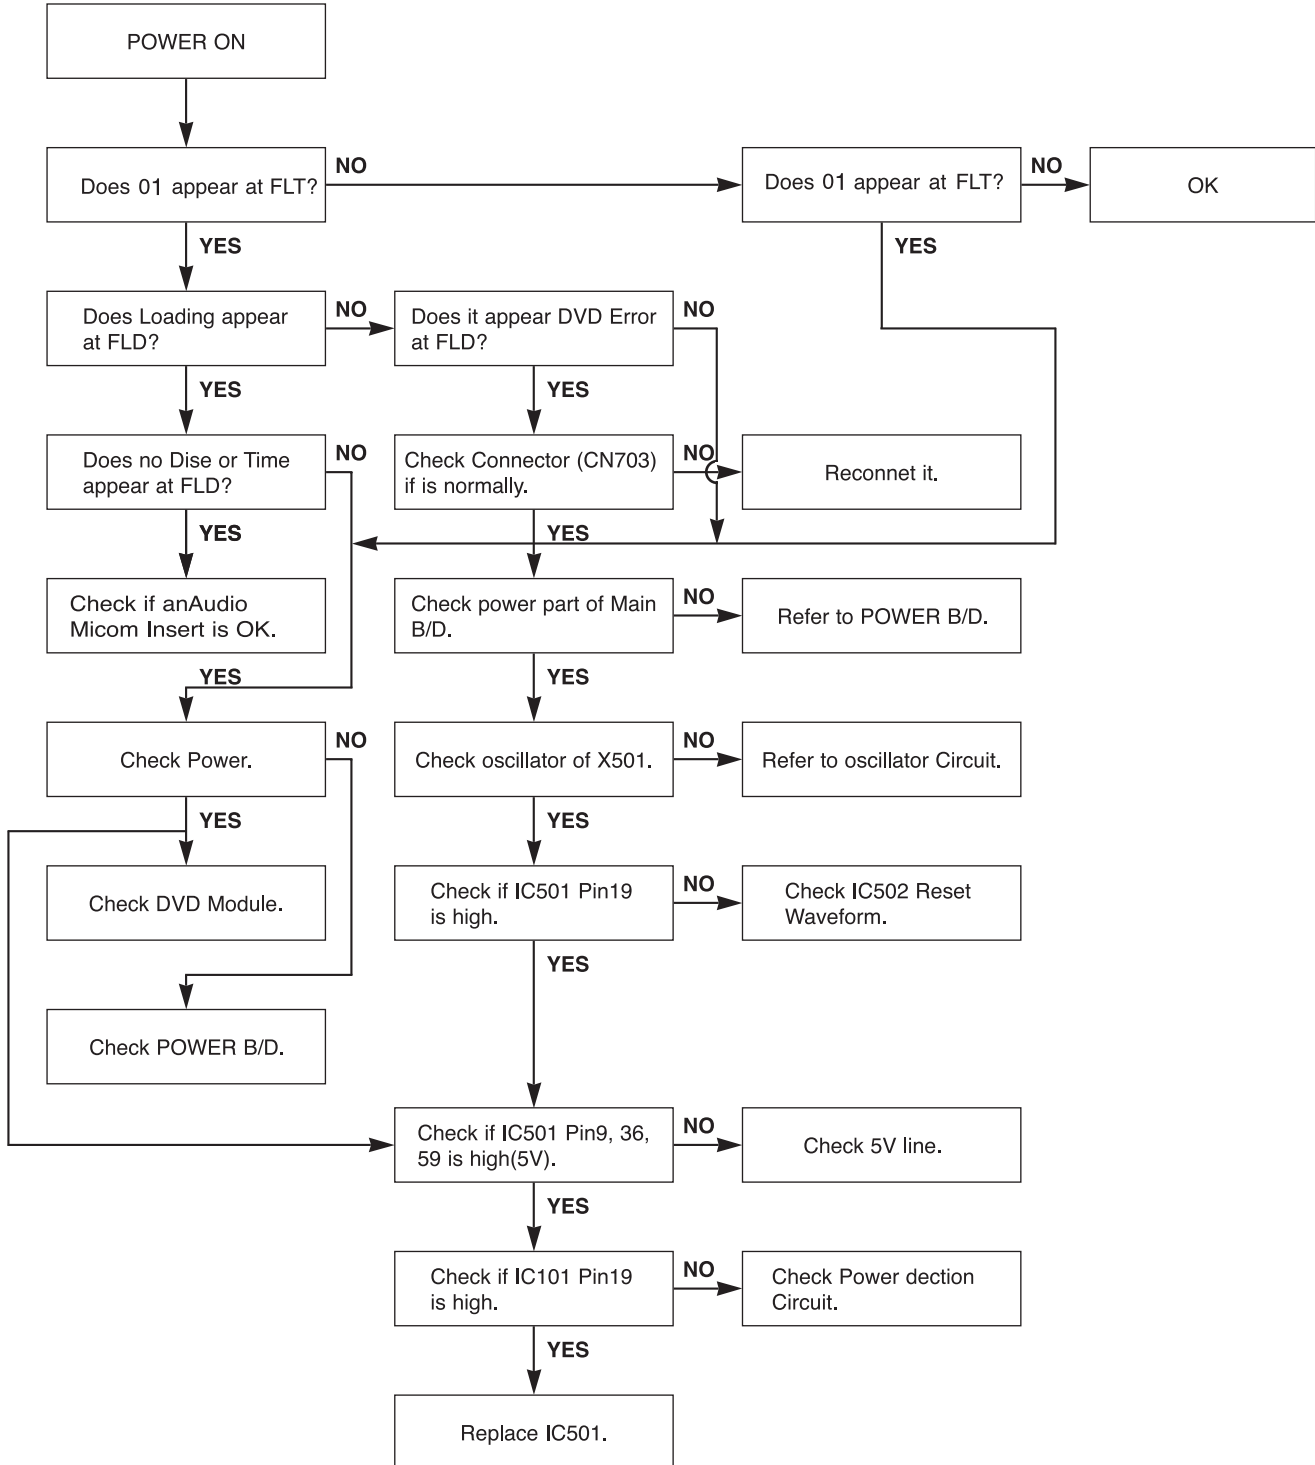 POWER ON
Does 01 appear at FLT?
NO
Does 01 appear at FLT?
NO
OK
YES
YES
Does Loading appear
at FLD?
NO
Does it appear DVD Error
at FLD?
NO
YES
YES
Does no Dise or Time
appear at FLD?
NO
Check Connector (CN703)
if is normally.
NO
Reconnet it.
YES
YES
Check if anAudio
Micom Insert is OK.
Check power part of Main
B/D.
NO
Refer to POWER B/D.
YES
YES
Check Power.
NO
Check oscillator of X501.
NO
Refer to oscillator Circuit.
YES
YES
Check DVD Module.
Check if IC501 Pin19
is high.
NO
Check IC502 Reset
Waveform.
YES
Check POWER B/D.
Check if IC501 Pin9, 36,
59 is high(5V).
NO
Check 5V line.
YES
Check if IC101 Pin19
is high.
NO
Check Power dection
Circuit.
YES
Replace IC501.